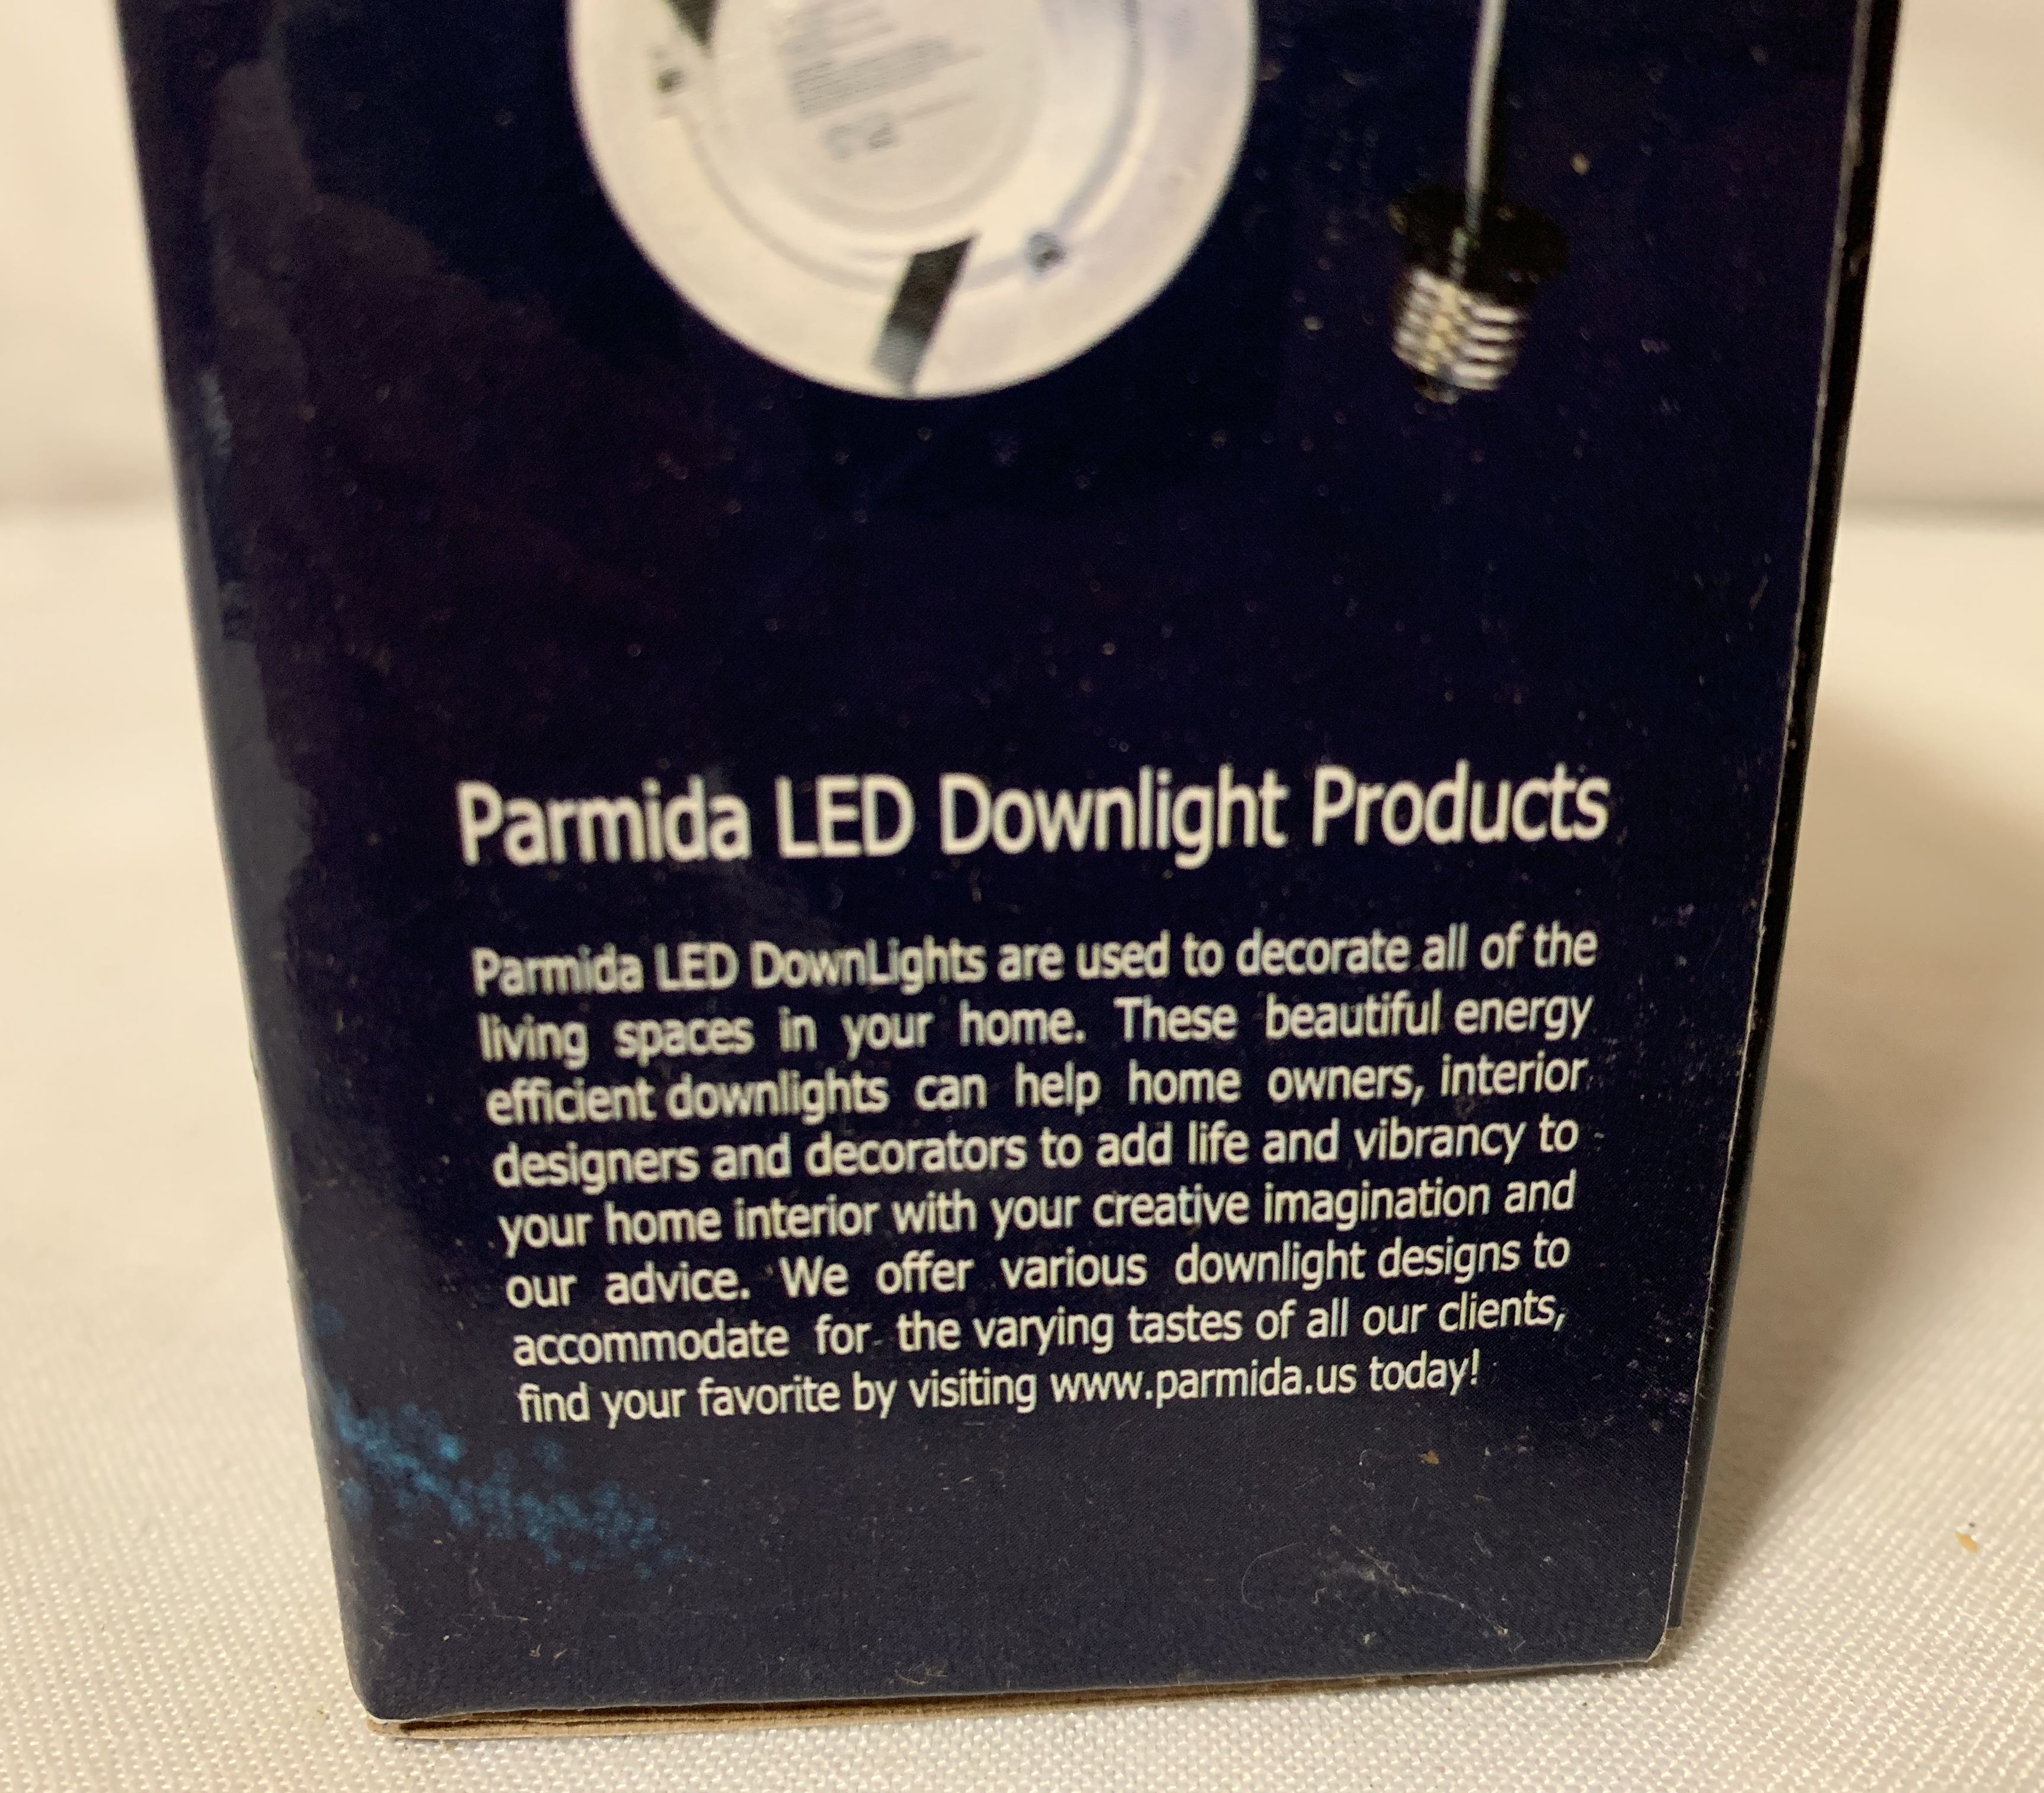 Parmida LED Downlight Products
Parmida LED DownLights are used to decorate all of the
living spaces in your home. These beautiful energy
efficient downlights can help home owners, interior
designers and decorators to add life and vibrancy to
your home interior with your creative imagination and
our advice. We offer various downlight designs to
accommodate for the varying tastes of all our clients,
find your favorite by visiting www.parmida.us today!